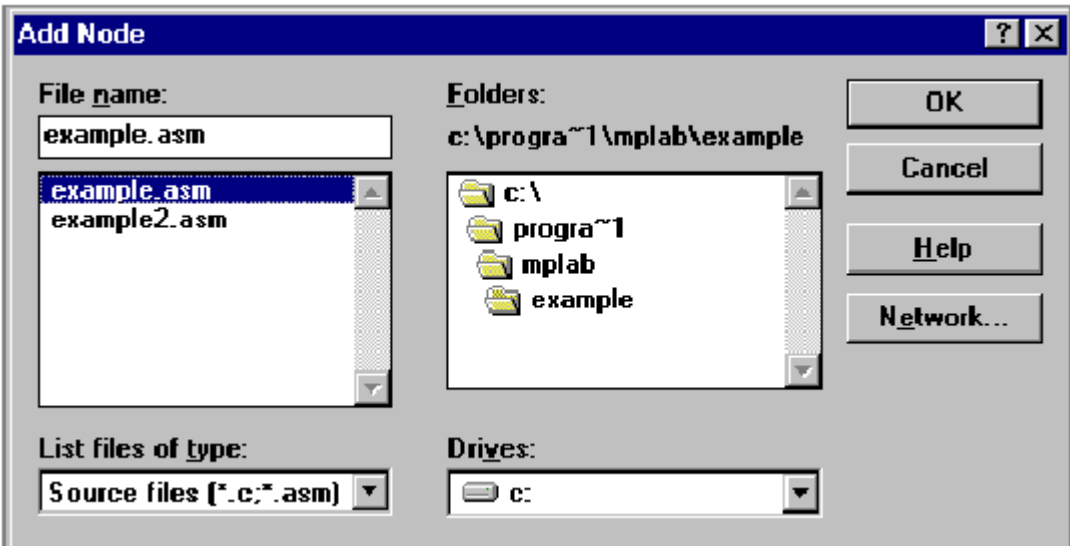 Add Node
File name:
example.asm
example.asm
example2.asm
List files of type:
Source files (*.c;*.asm)
Folders:
c:\progra~1\mplab\example
c:\
progra~1
mplab
example
Drives:
c:
OK
Cancel
Help
Network...